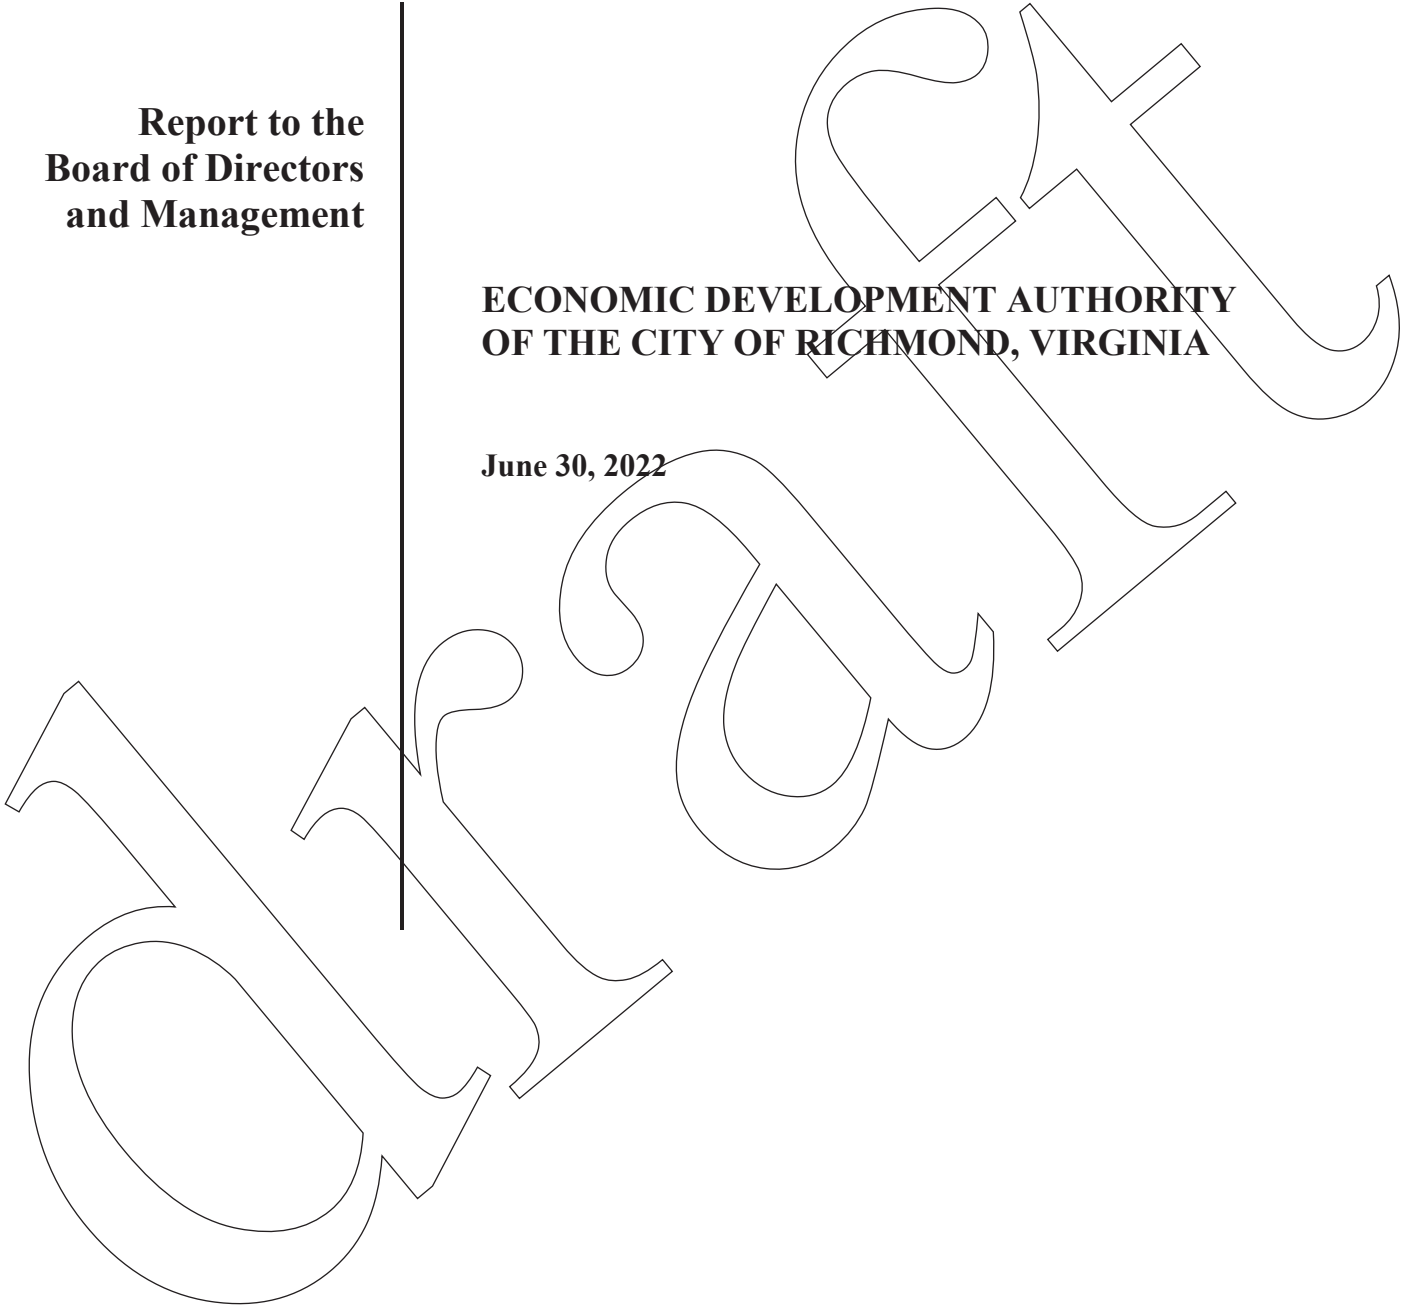 Report to the
Board of Directors
and Management
ECONOMIC DEVELOPMENT AUTHORITY
OF THE CITY OF RICHMOND, VIRGINIA
June 30, 2022
draft